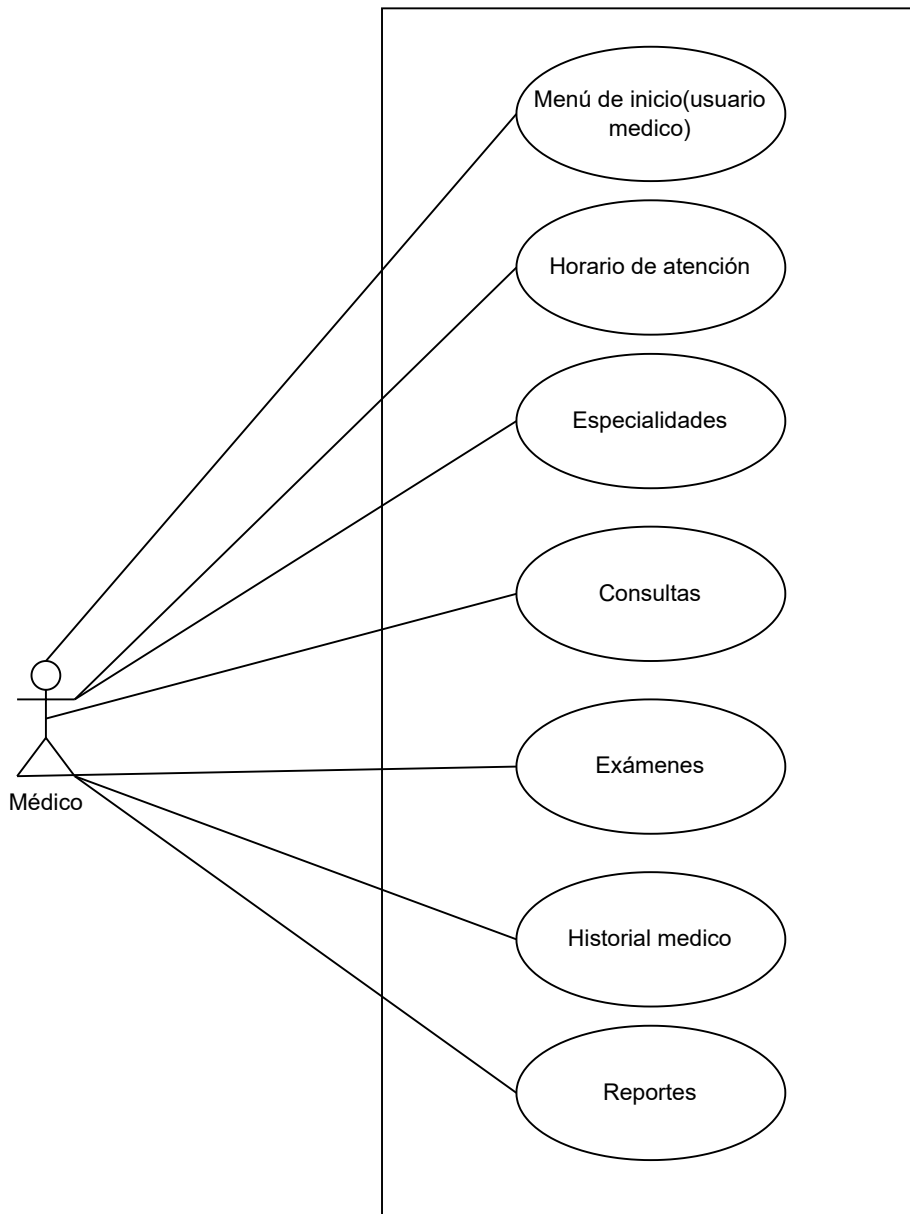 Menú de inicio(usuario
medico)
Horario de atención
Especialidades
Consultas
Exámenes
Médico
Historial medico
Reportes